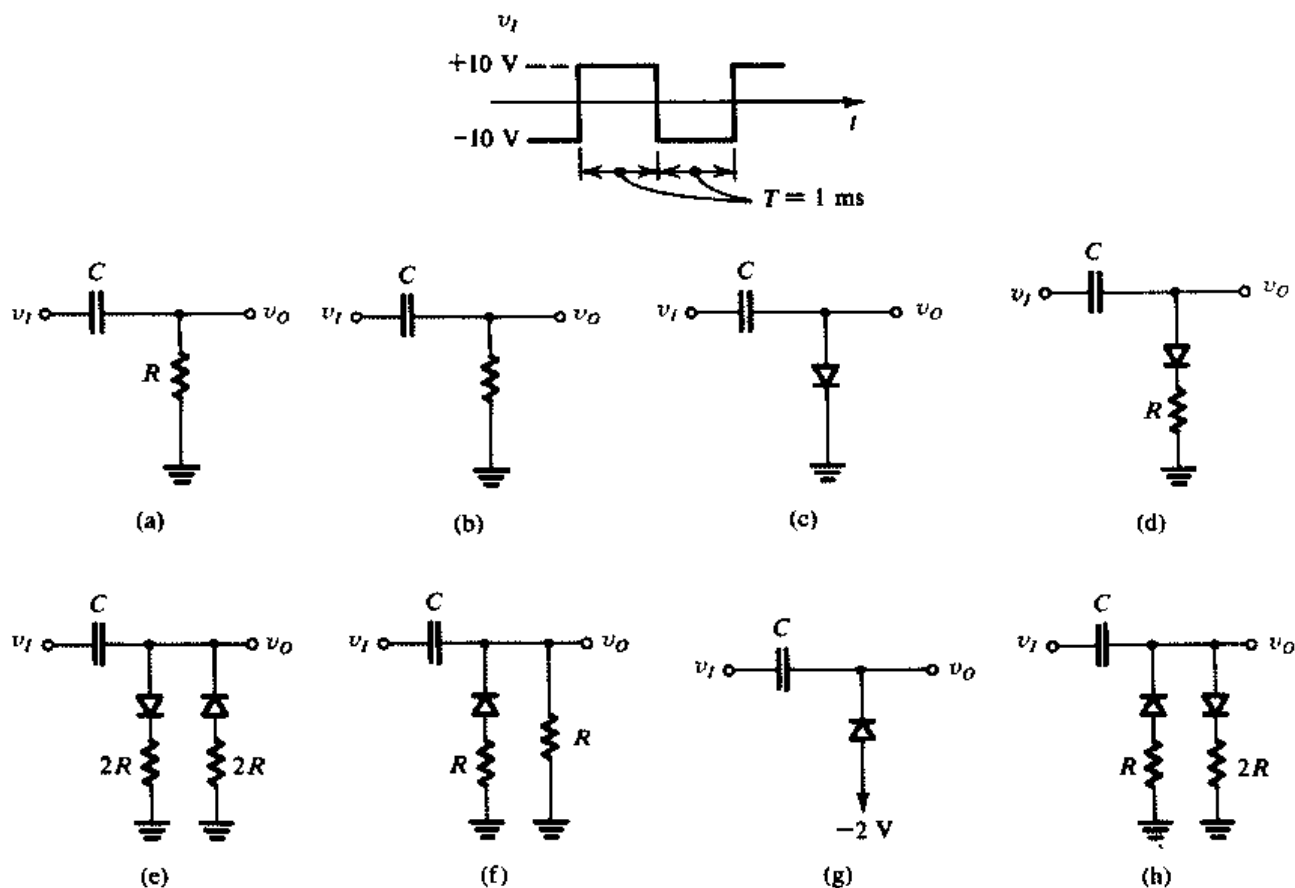 v_I
+10 V
-10 V
t
T = 1 ms
C
v_I
v_O
R
(a)
C
v_I
v_O
(b)
C
v_I
v_O
(c)
C
v_I
v_O
R
(d)
C
v_I
v_O
2R
2R
(e)
C
v_I
v_O
R
R
(f)
C
v_I
v_O
-2 V
(g)
C
v_I
v_O
R
2R
(h)